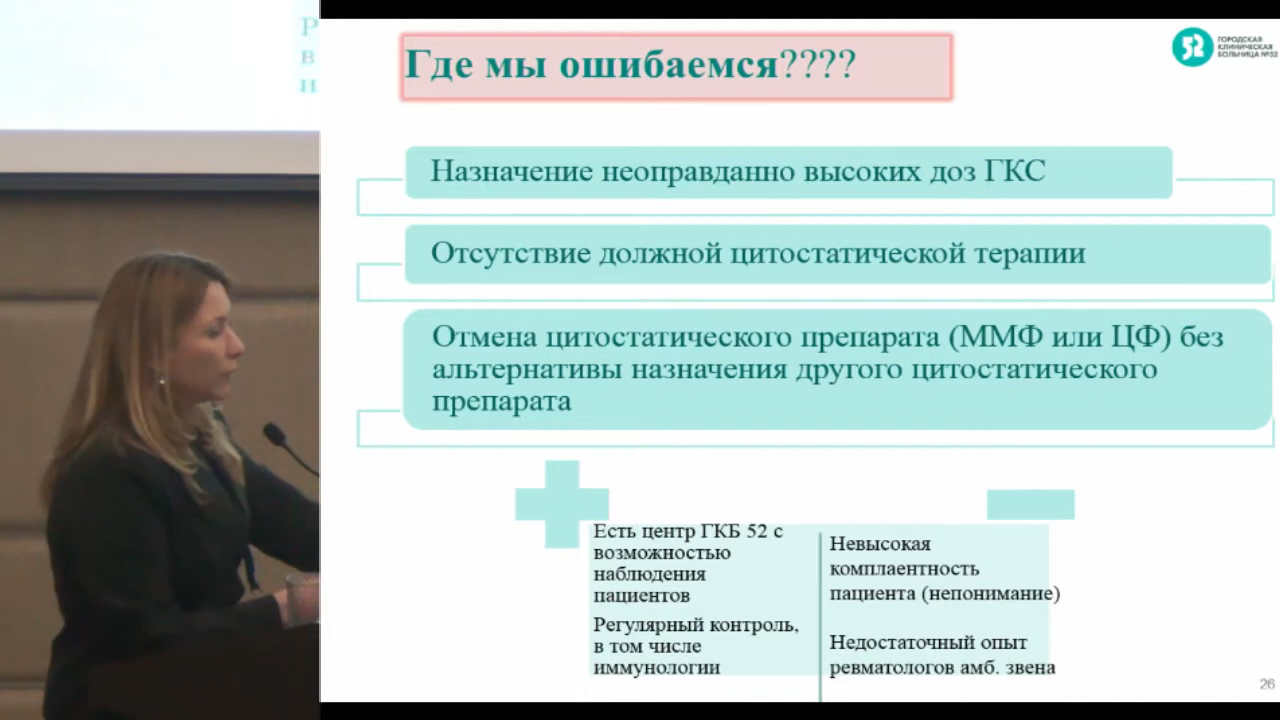 Где мы ошибаемся????
52
ГОРОДСКАЯ
КЛИНИЧЕСКАЯ
БОЛЬНИЦА №52
Назначение неоправданно высоких доз ГКС
Отсутствие должной цитостатической терапии
Отмена цитостатического препарата (ММФ или ЦФ) без
альтернативы назначения другого цитостатического
препарата
Есть центр ГКБ 52 с
возможностью
наблюдения
пациентов
Регулярный контроль,
в том числе
иммунологии
Невысокая
комплаентность
пациента (непонимание)
Недостаточный опыт
ревматологов амб. звена
26